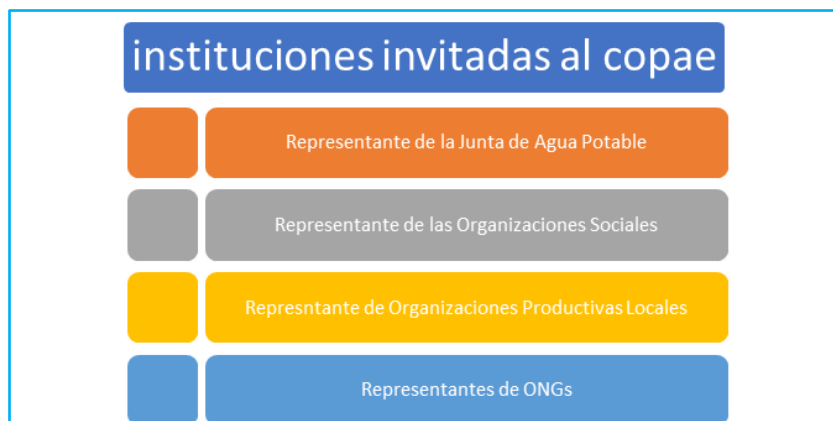 instituciones invitadas al copae
Representante de la Junta de Agua Potable
Representante de las Organizaciones Sociales
Represntante de Organizaciones Productivas Locales
Representantes de ONGs